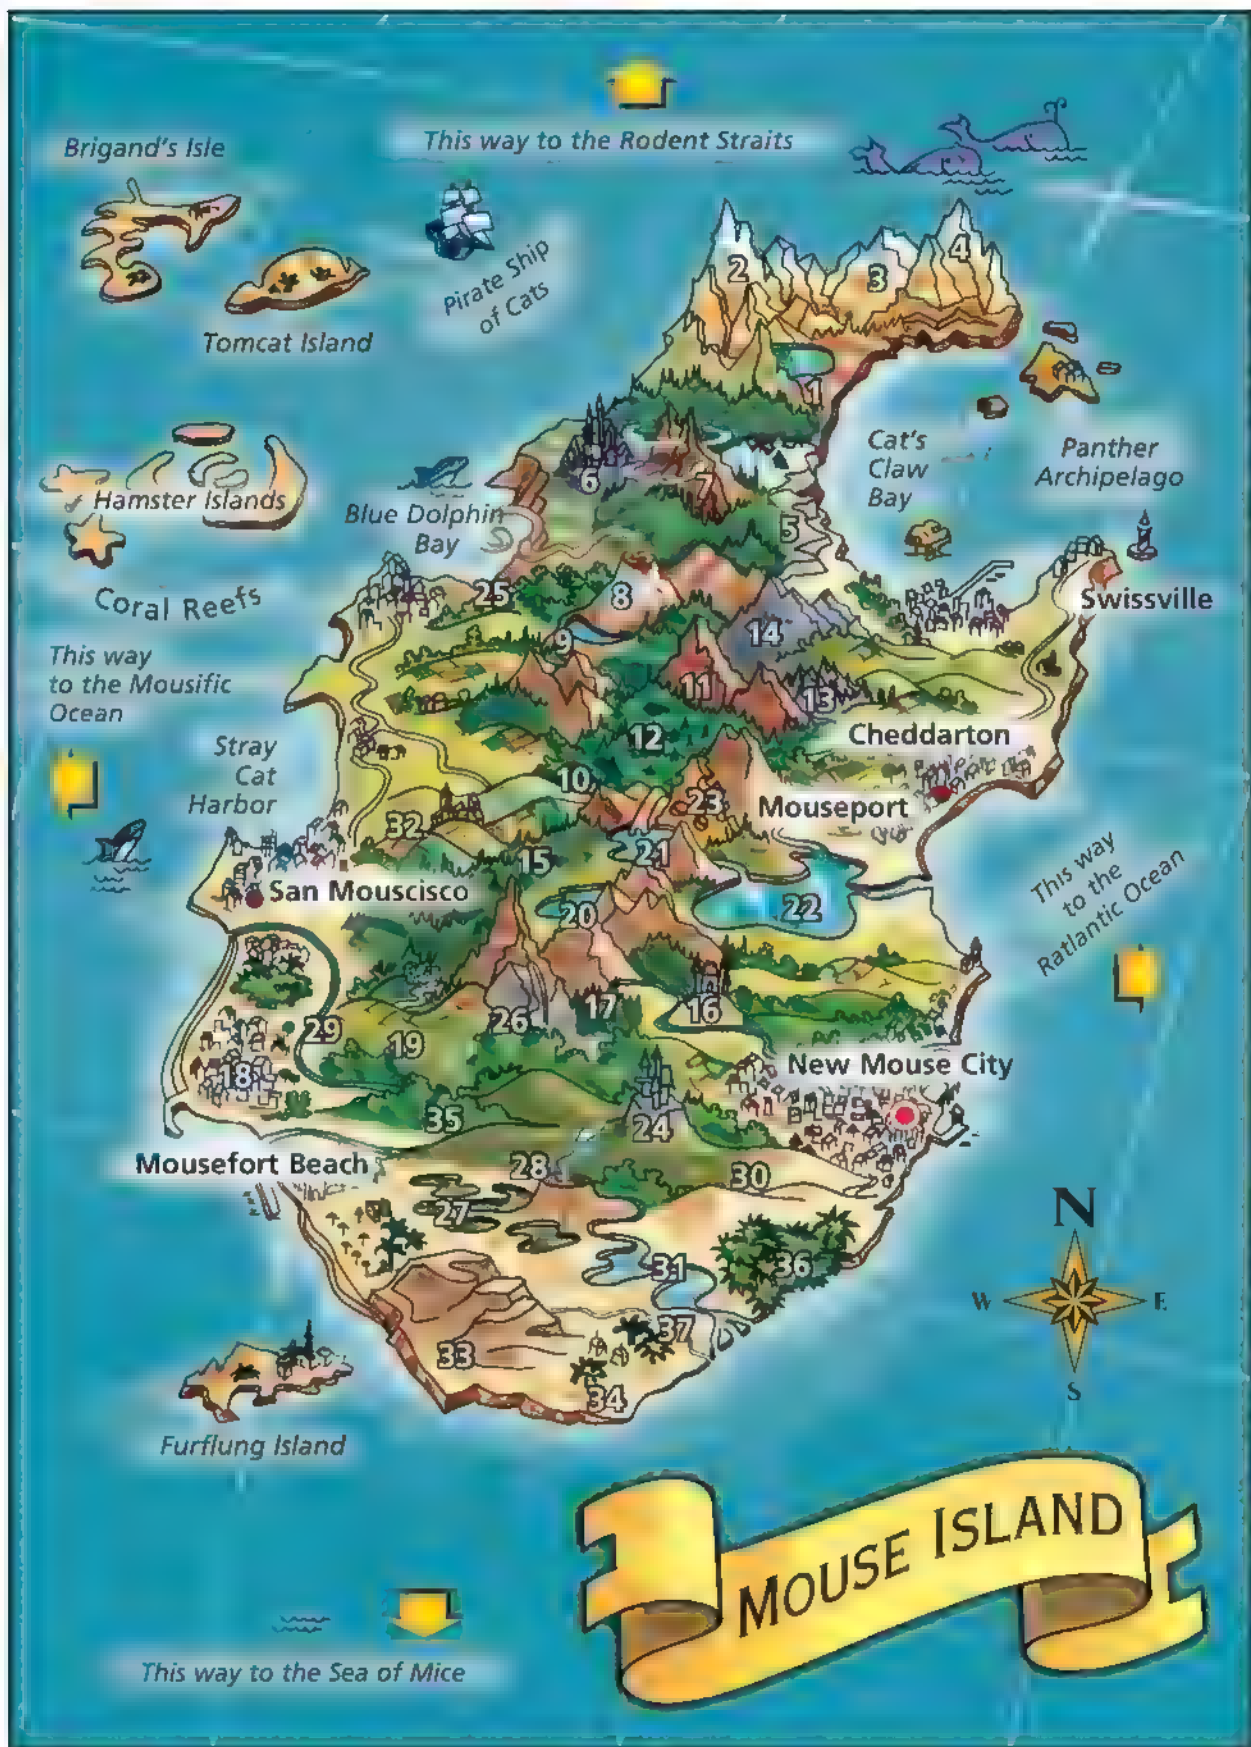 This way to the Rodent Straits
Brigand's Isle
Pirate Ship
of Cats
Tomcat Island
2
3
4
1
Cat's
Claw
Bay
Panther
Archipelago
Hamster Islands
Blue Dolphin
Bay
6
7
5
Coral Reefs
25
8
Swissville
9
14
This way
to the Mousific
Ocean
11
13
12
Cheddarton
Stray
Cat
Harbor
10
23
Mouseport
32
15
21
This way
to the
Ratlantic Ocean
San Mouscisco
20
22
16
17
26
29
19
18
New Mouse City
35
24
Mousefort Beach
28
30
27
31
36
N
W
E
S
37
33
34
Furflung Island
MOUSE ISLAND
This way to the Sea of Mice